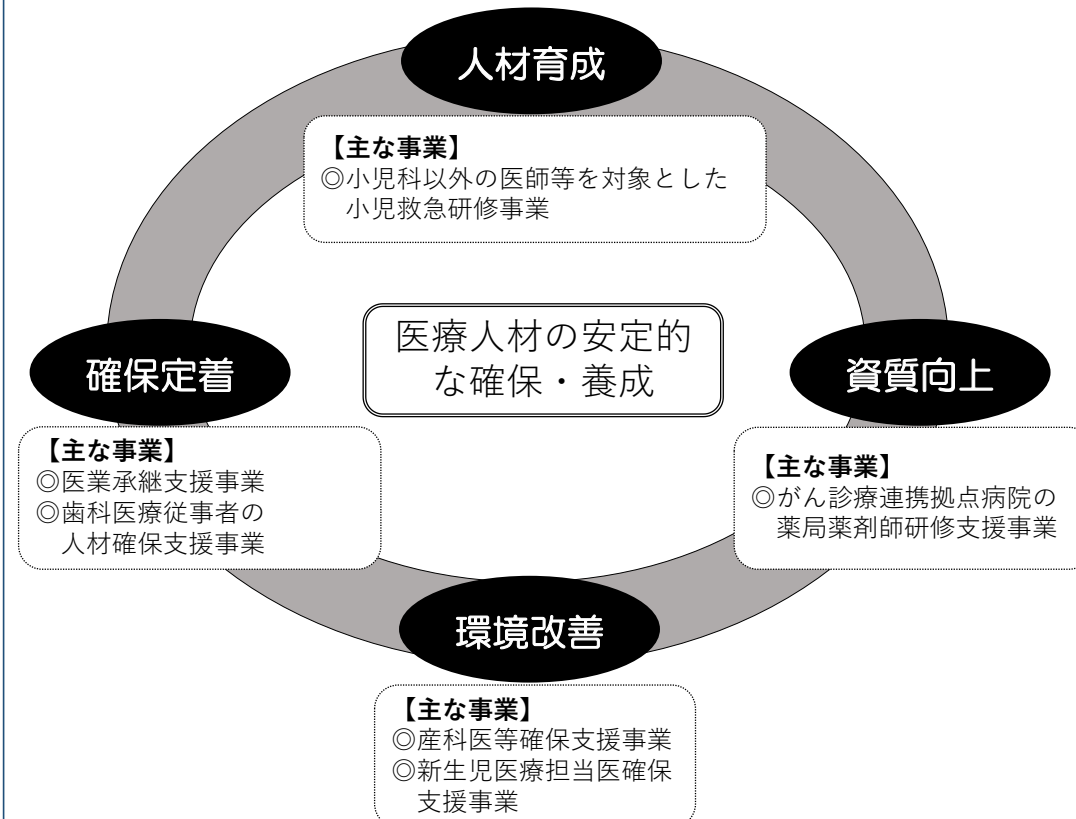 人材育成
【主な事業】
◎小児科以外の医師等を対象とした
小児救急研修事業
医療人材の安定的
な確保・養成
確保定着
【主な事業】
◎医業承継支援事業
◎歯科医療従事者の
人材確保支援事業
資質向上
【主な事業】
◎がん診療連携拠点病院の
薬局薬剤師研修支援事業
環境改善
【主な事業】
◎産科医等確保支援事業
◎新生児医療担当医確保
支援事業